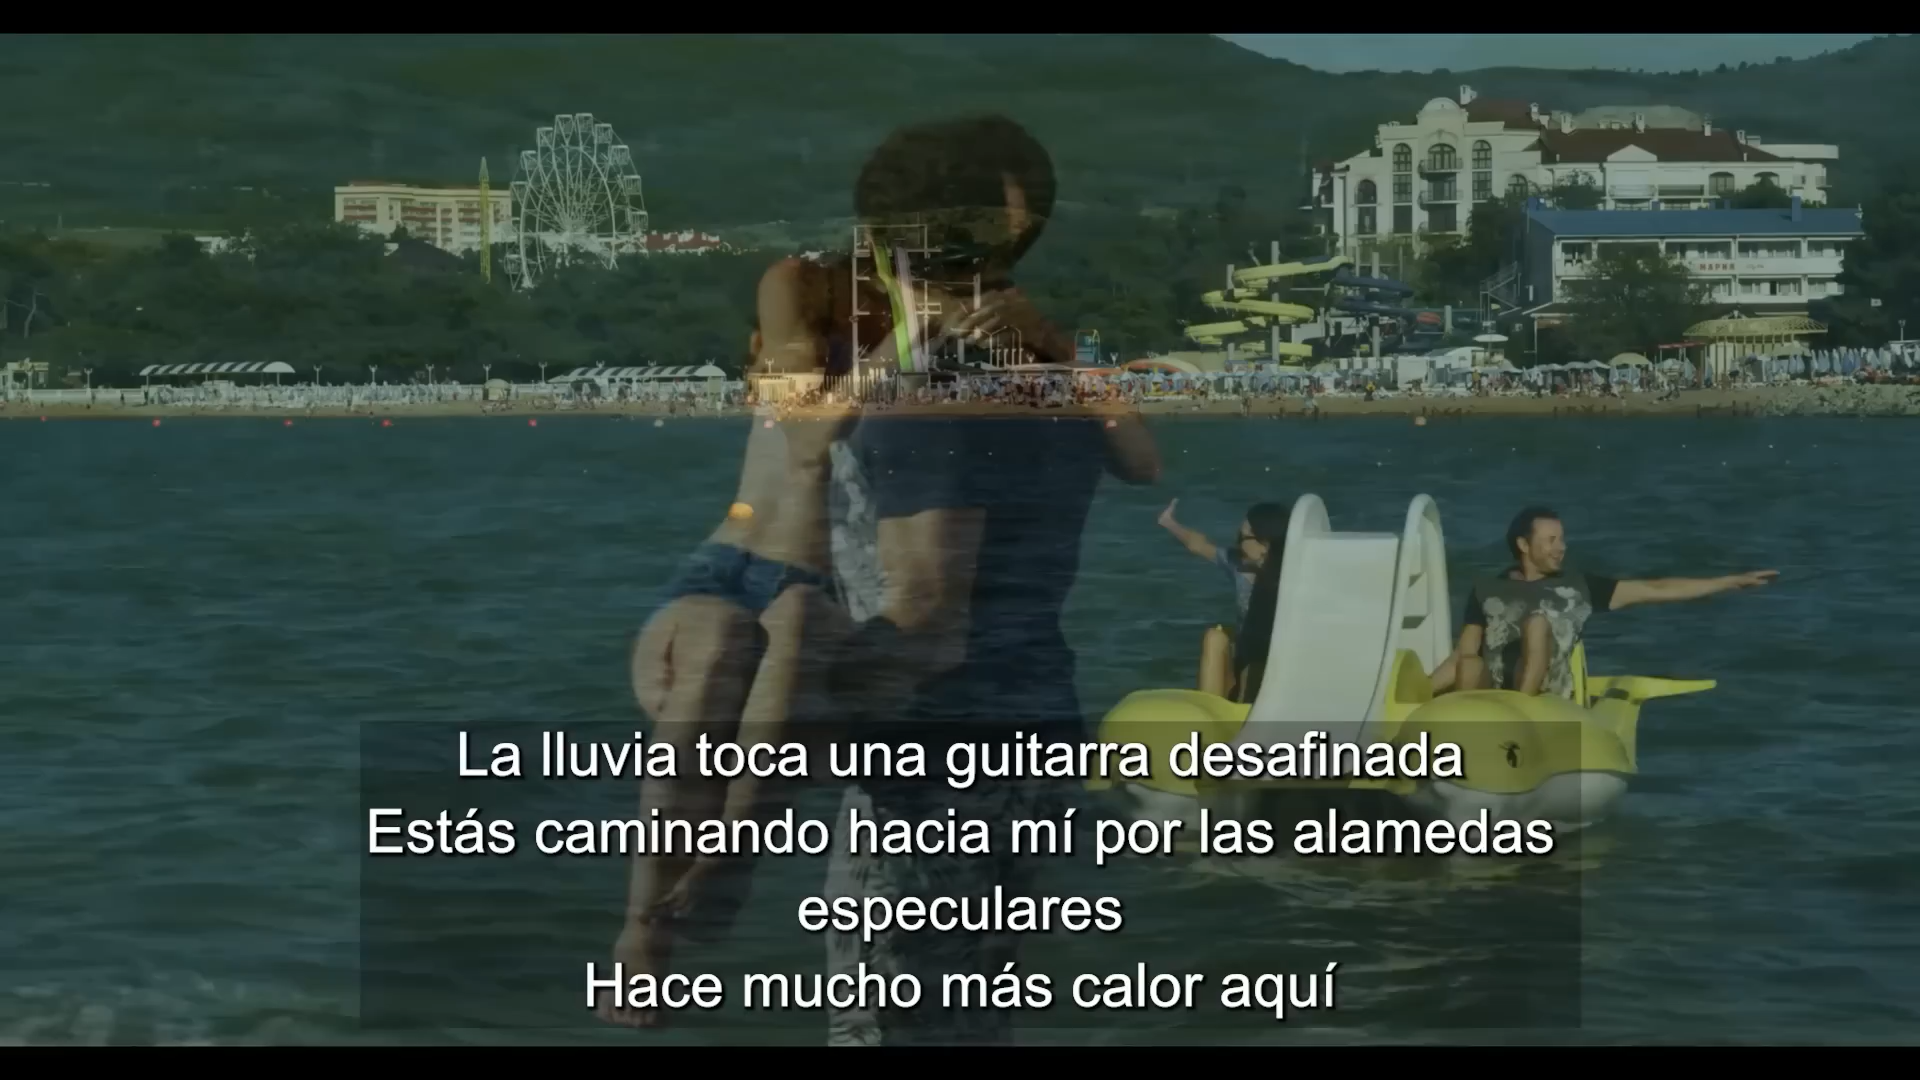 МАРИЯ
La lluvia toca una guitarra desafinada
Estás caminando hacia mí por las alamedas
especulares
Hace mucho más calor aquí